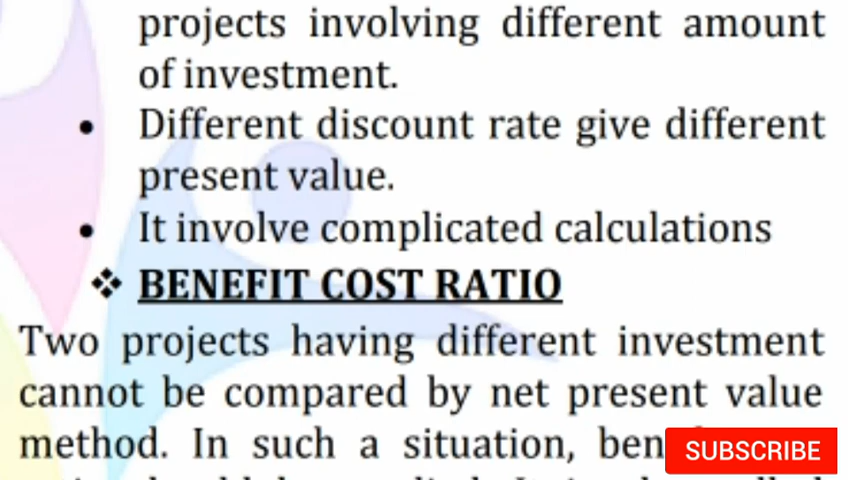 projects involving different amount
of investment.
• Different discount rate give different
present value.
• It involve complicated calculations
❖ BENEFIT COST RATIO
Two projects having different investment
cannot be compared by net present value
method. In such a situation,
SUBSCRIBE